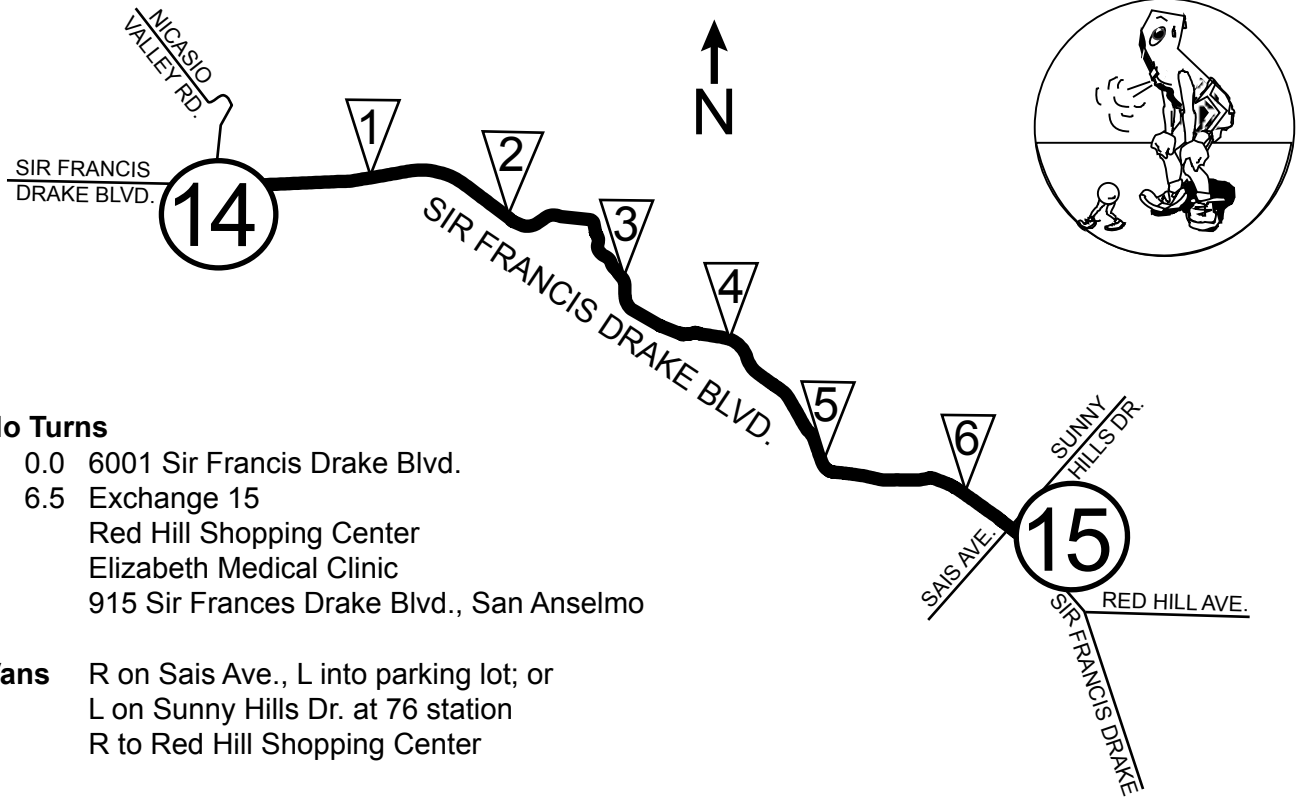 NICASIO
VALLEY RD.
SIR FRANCIS
DRAKE BLVD.
14
1
2
3
4
5
6
N
SIR FRANCIS DRAKE BLVD.
SUNNY
HILLS DR.
15
SAIS AVE.
RED HILL AVE.
SIR FRANCIS DRAKE
lo Turns
0.0 6001 Sir Francis Drake Blvd.
6.5 Exchange 15
Red Hill Shopping Center
Elizabeth Medical Clinic
915 Sir Frances Drake Blvd., San Anselmo
ans R on Sais Ave., L into parking lot; or
L on Sunny Hills Dr. at 76 station
R to Red Hill Shopping Center